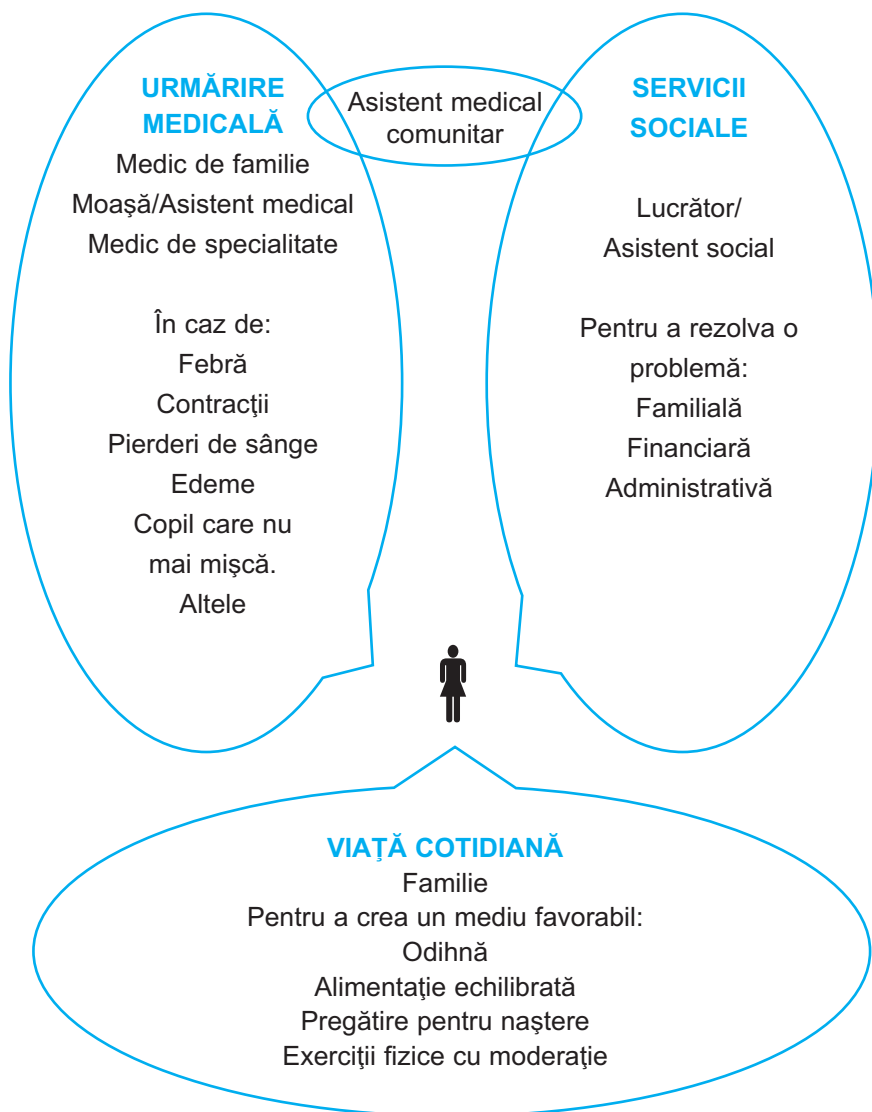 URMĂRIRE
MEDICALĂ
Medic de familie
Moaşă/Asistent medical
Medic de specialitate
În caz de:
Febră
Contracţii
Pierderi de sânge
Edeme
Copil care nu
mai mişcă.
Altele
Asistent medical
comunitar
SERVICII
SOCIALE
Lucrător/
Asistent social
Pentru a rezolva o
problemă:
Familială
Financiară
Administrativă
VIAŢĂ COTIDIANĂ
Familie
Pentru a crea un mediu favorabil:
Odihnă
Alimentaţie echilibrată
Pregătire pentru naştere
Exerciţii fizice cu moderaţie